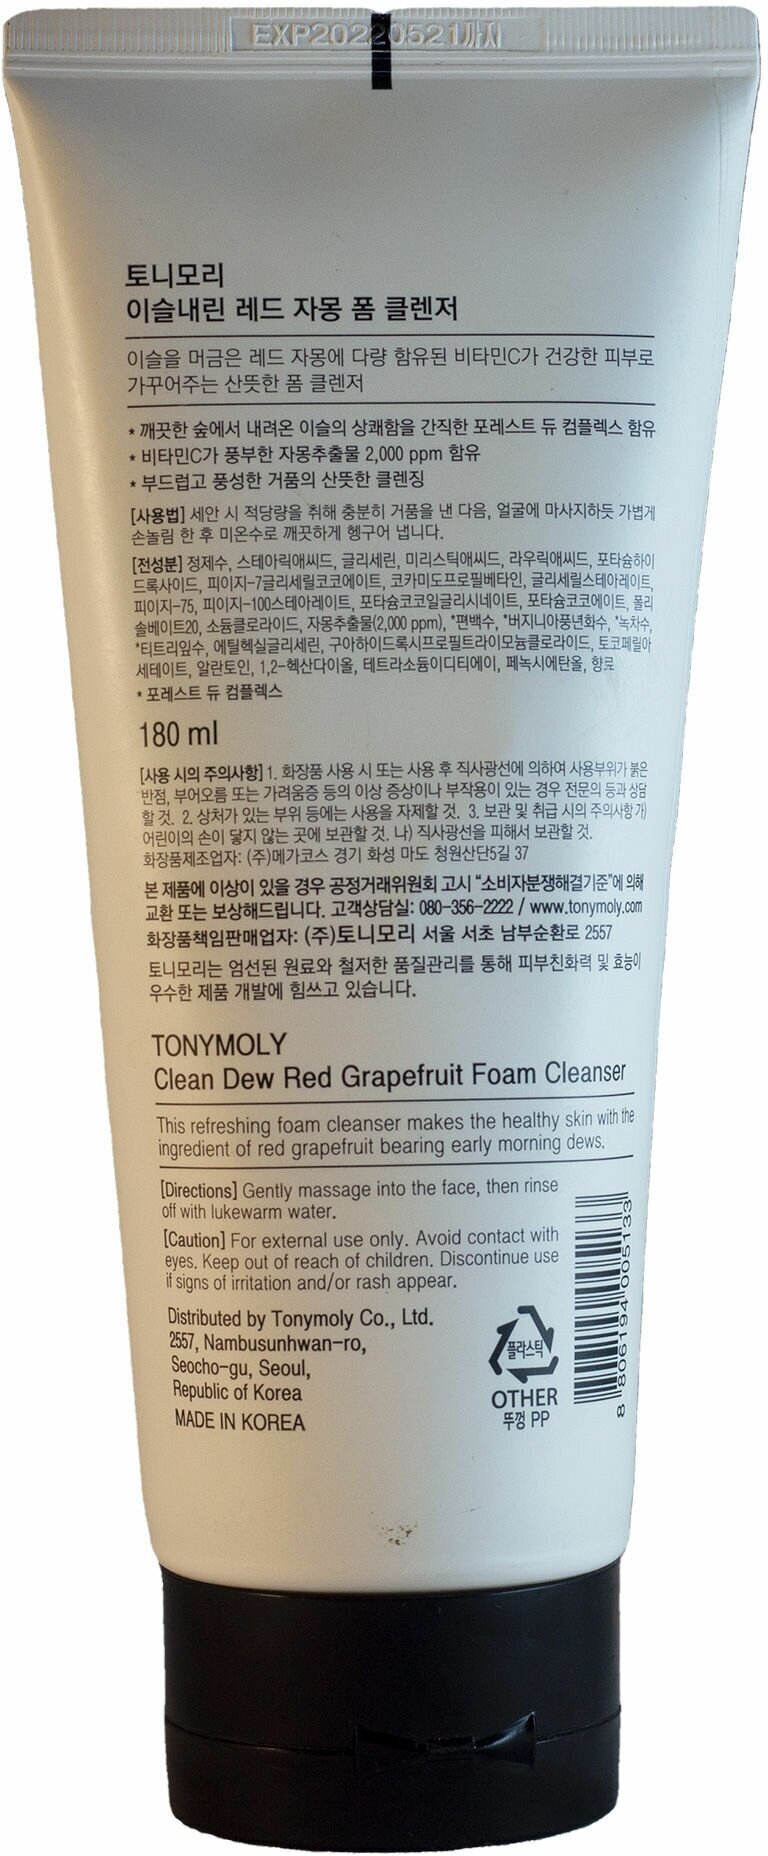 EXP20220521까지
토니모리
이슬내린 레드 자몽 폼 클렌저
이슬을 머금은 레드 자몽에 다량 함유된 비타민C가 건강한 피부로
가꾸어주는 산뜻한 폼 클렌저
* 깨끗한 숲에서 내려온 이슬의 상쾌함을 간직한 포레스트 듀 컴플렉스 함유
* 비타민C가 풍부한 자몽추출물 2,000 ppm 함유
* 부드럽고 풍성한 거품의 산뜻한 클렌징
[사용법] 세안 시 적당량을 취해 충분히 거품을 낸 다음, 얼굴에 마사지하듯 가볍게
손놀림 한 후 미온수로 깨끗하게 헹구어 냅니다.
[전성분] 정제수, 스테아릭애씨드, 글리세린, 미리스틱애씨드, 라우릭애씨드, 포타슘하이
드록사이드, 피이지-7글리세릴코코에이트, 코카미도프로필베타인, 글리세릴스테아레이트,
피이지-75, 피이지-100스테아레이트, 포타슘코코일글리시네이트, 포타슘코코에이트, 폴리
솔베이트20, 소듐클로라이드, 자몽추출물(2,000 ppm), *편백수, *버지니아풍년화수, *녹차수,
*티트리잎수, 에틸헥실글리세린, 구아하이드록시프로필트라이모늄클로라이드, 토코페릴아
세테이트, 알란토인, 1,2-헥산다이올, 테트라소듐이디티에이, 페녹시에탄올, 향료
* 포레스트 듀 컴플렉스
180 ml
[사용 시의 주의사항] 1. 화장품 사용 시 또는 사용 후 직사광선에 의하여 사용부위가 붉은
반점, 부어오름 또는 가려움증 등의 이상 증상이나 부작용이 있는 경우 전문의 등과 상담
할 것. 2. 상처가 있는 부위 등에는 사용을 자제할 것. 3. 보관 및 취급 시의 주의사항 가)
어린이의 손이 닿지 않는 곳에 보관할 것. 나) 직사광선을 피해서 보관할 것.
화장품제조업자: (주)메가코스 경기 화성 마도 청원산단5길 37
본 제품에 이상이 있을 경우 공정거래위원회 고시 "소비자분쟁해결기준"에 의해
교환 또는 보상해드립니다. 고객상담실: 080-356-2222 / www.tonymoly.com
화장품책임판매업자: (주)토니모리 서울 서초 남부순환로 2557
토니모리는 엄선된 원료와 철저한 품질관리를 통해 피부친화력 및 효능이
우수한 제품 개발에 힘쓰고 있습니다.
TONYMOLY
Clean Dew Red Grapefruit Foam Cleanser
This refreshing foam cleanser makes the healthy skin with the
ingredient of red grapefruit bearing early morning dews.
[Directions] Gently massage into the face, then rinse
off with lukewarm water.
[Caution] For external use only. Avoid contact with
eyes. Keep out of reach of children. Discontinue use
if signs of irritation and/or rash appear.
Distributed by Tonymoly Co., Ltd.
2557, Nambusunhwan-ro,
Seocho-gu, Seoul,
Republic of Korea
MADE IN KOREA
플라스틱
OTHER
뚜껑 PP
8 806194 005133